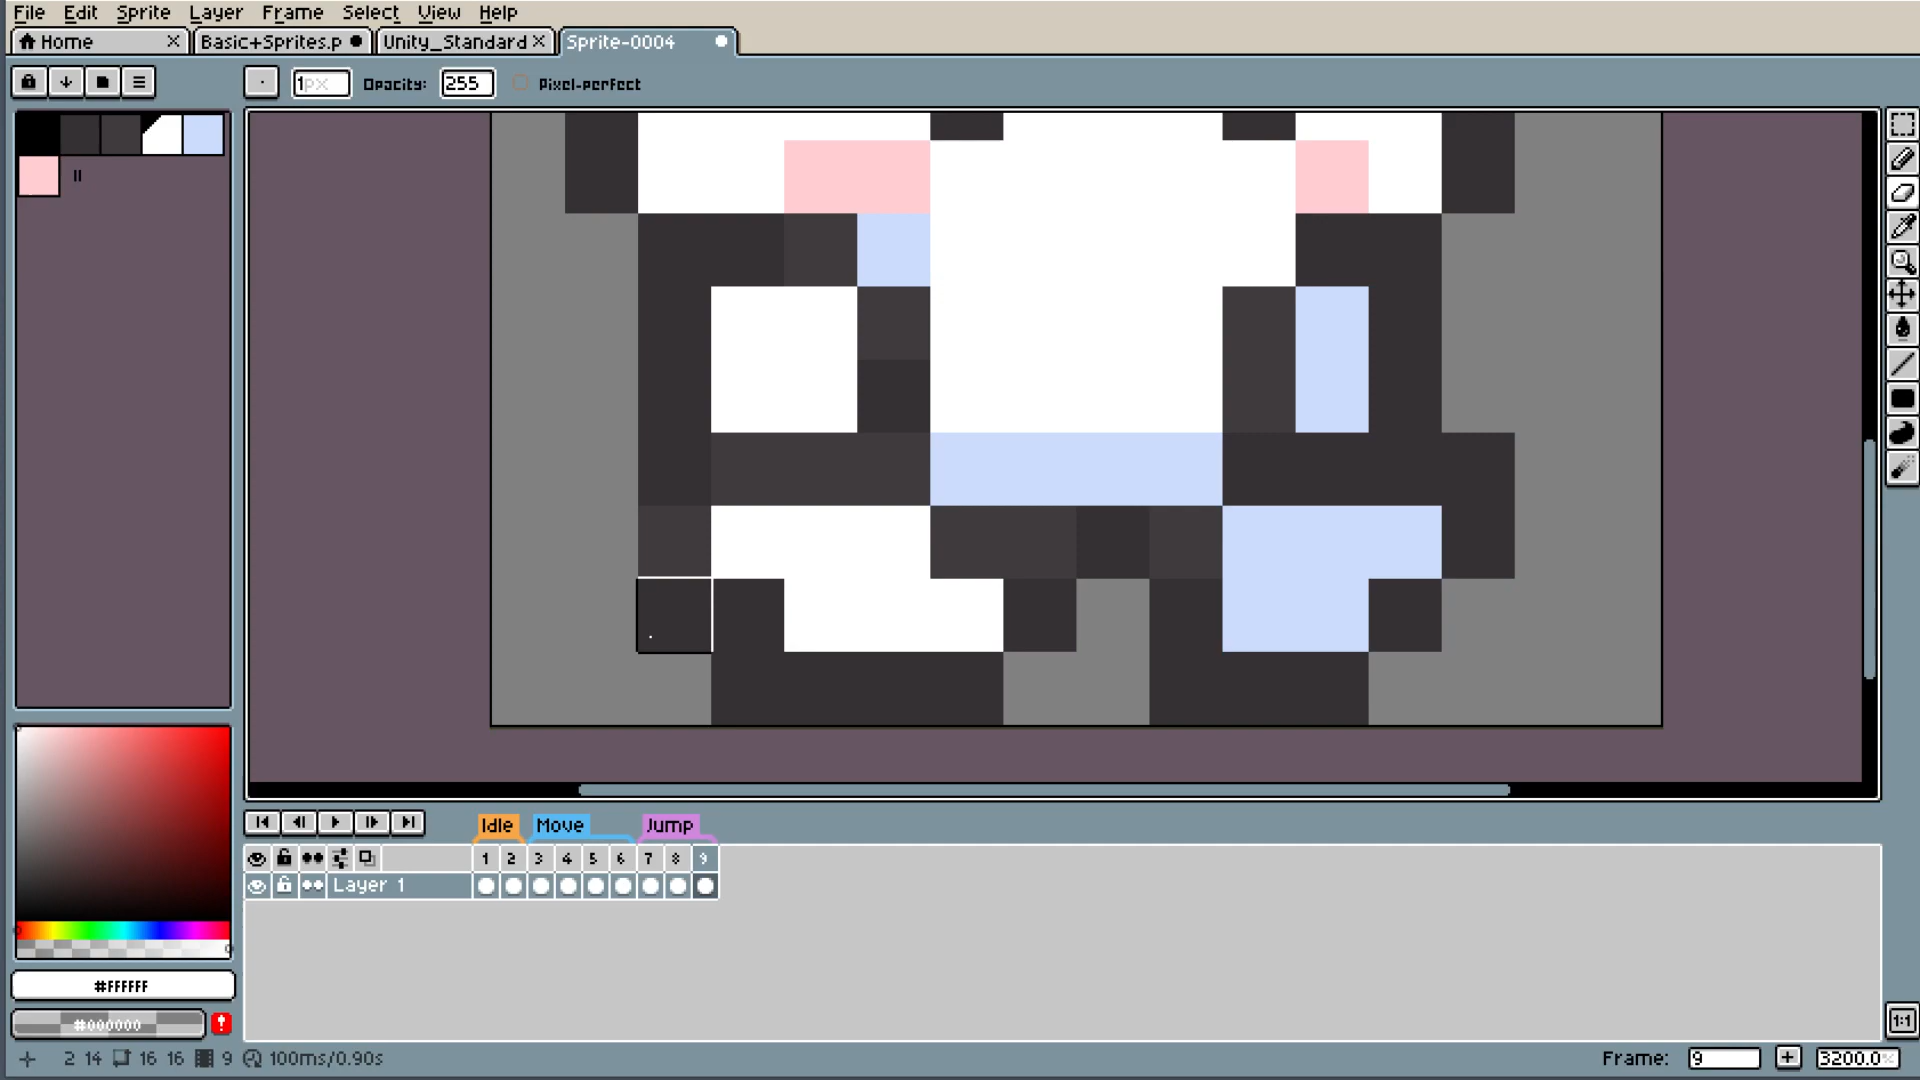 File Edit Sprite Layer Frame Select View Help
Home Basic+Sprites.p Unity_Standard Sprite-0004
1px Opacity: 255 Pixel-perfect
Idle Move Jump
1 2 3 4 5 6 7 8 9
Layer 1
#FFFFFF
#000000 !
1:1
2 14 16 16 9 100ms/0.90s Frame: 9 + 3200.0%